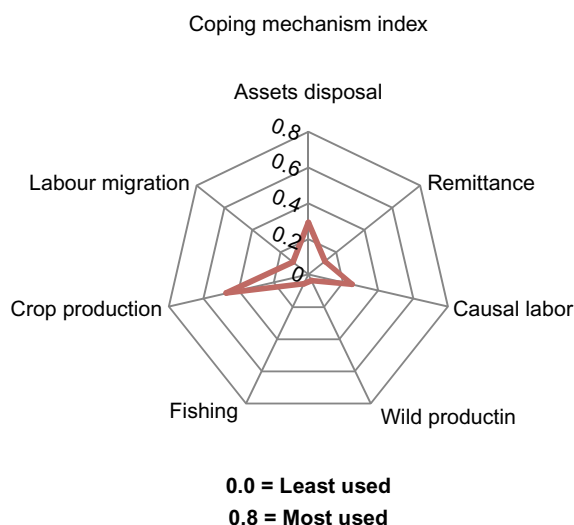 Coping mechanism index
Assets disposal
0.8
0.6
0.4
0.2
0
Labour migration
Remittance
Crop production
Causal labor
Fishing
Wild productin
0.0 = Least used
0.8 = Most used